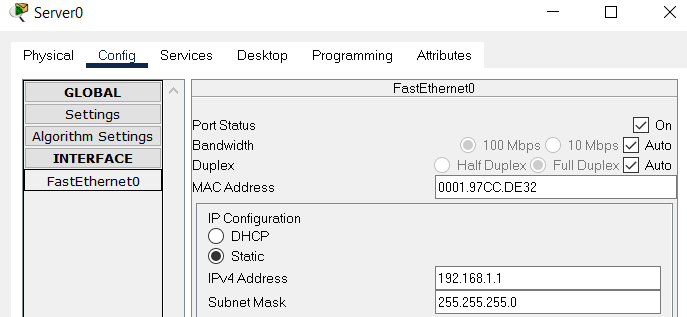 Server0
Physical Config Services Desktop Programming Attributes
GLOBAL
Settings
Algorithm Settings
INTERFACE
FastEthernet0
FastEthernet0
Port Status On
Bandwidth 100 Mbps 10 Mbps Auto
Duplex Half Duplex Full Duplex Auto
MAC Address 0001.97CC.DE32
IP Configuration
DHCP
Static
IPv4 Address 192.168.1.1
Subnet Mask 255.255.255.0